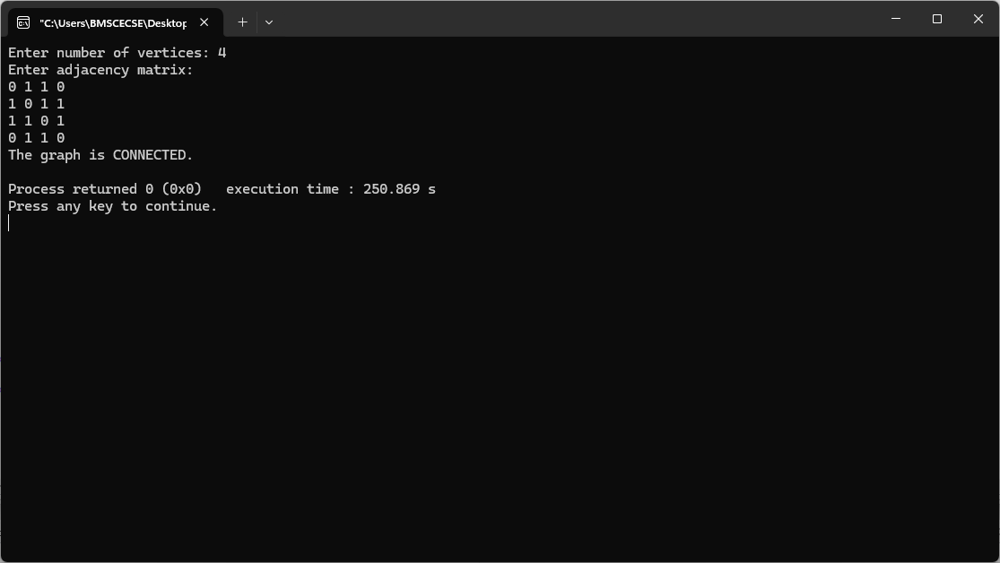 "C:\Users\BMSCECSE\Desktop
Enter number of vertices: 4
Enter adjacency matrix:
0 1 1 0
1 0 1 1
1 1 0 1
0 1 1 0
The graph is CONNECTED.
Process returned 0 (0x0)   execution time : 250.869 s
Press any key to continue.